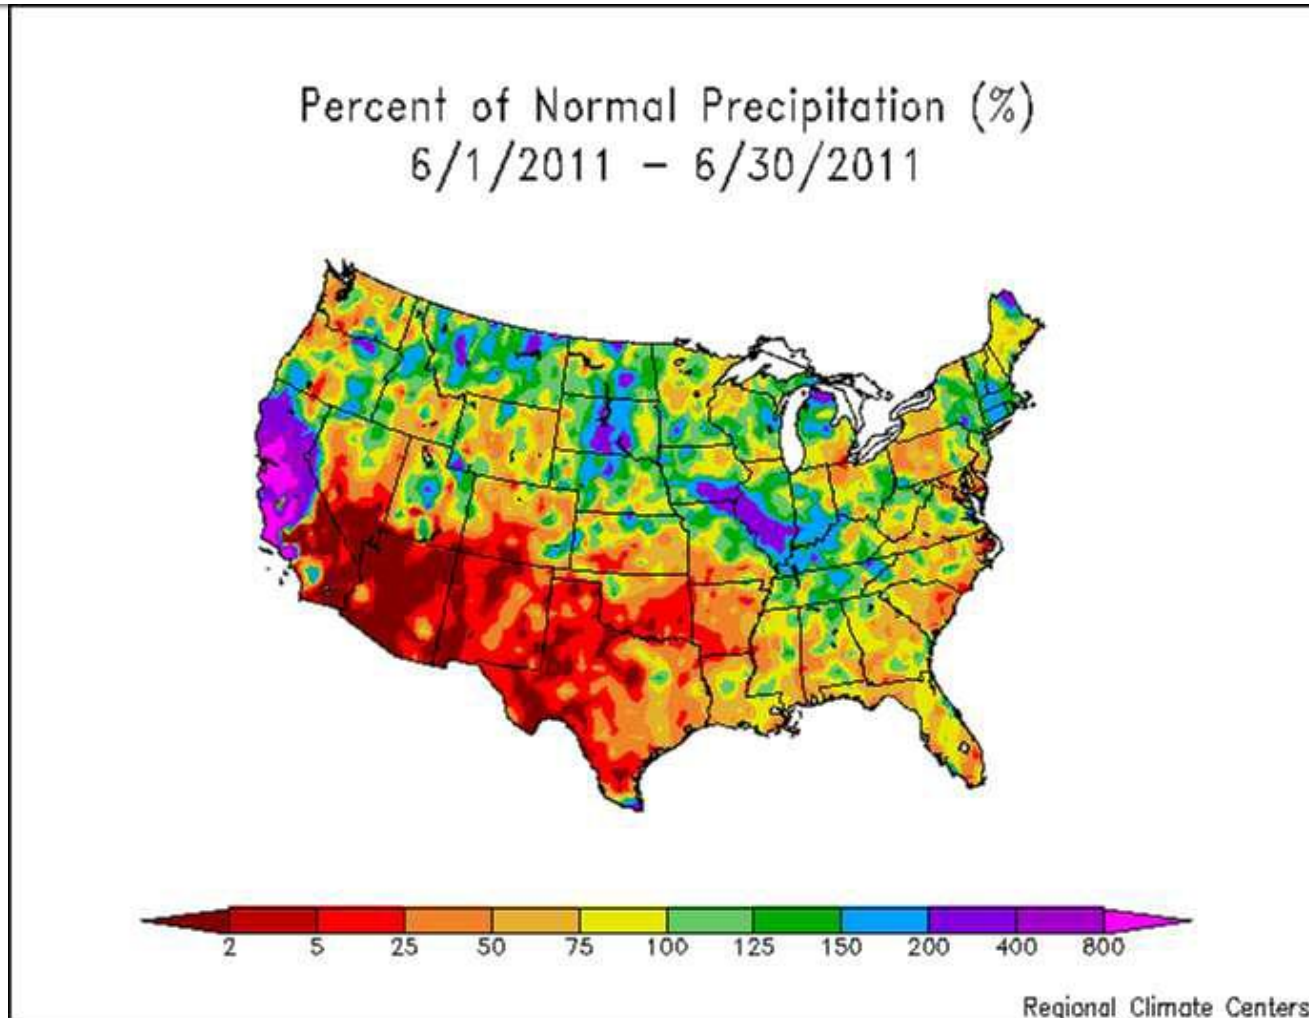 Percent of Normal Precipitation (%)
6/1/2011 – 6/30/2011
2 5 25 50 75 100 125 150 200 400 800
Regional Climate Centers